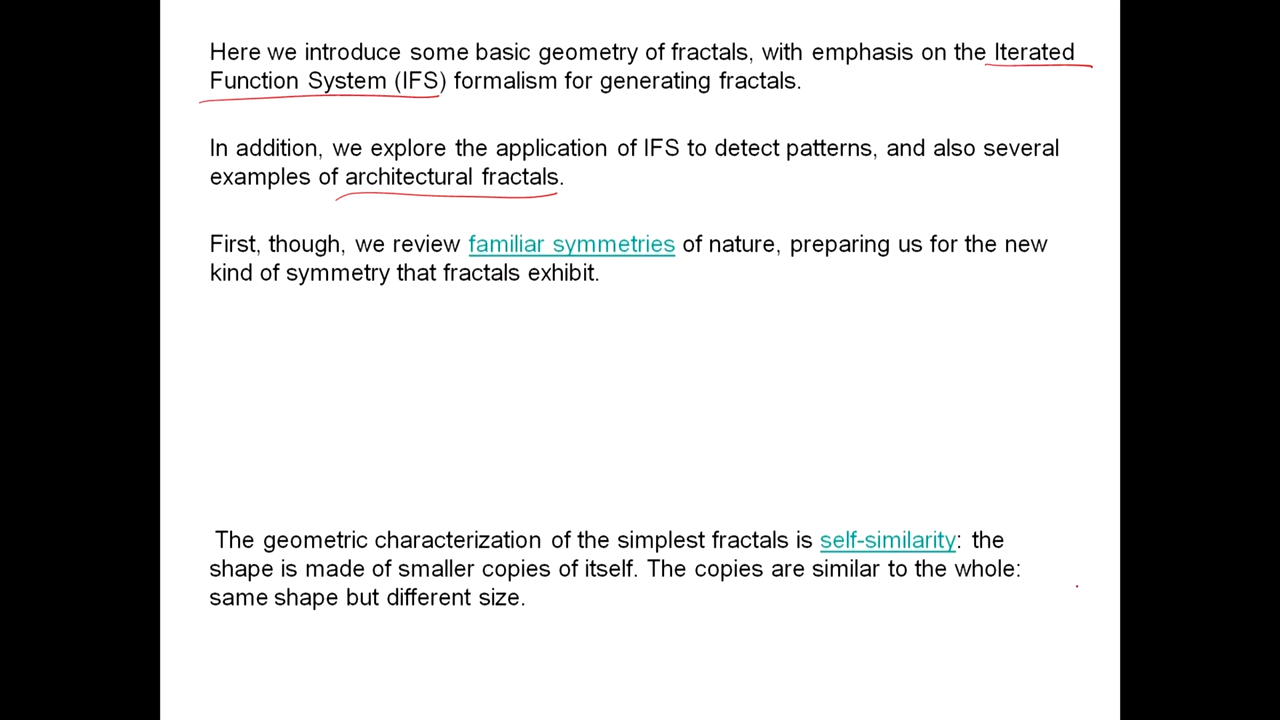 Here we introduce some basic geometry of fractals, with emphasis on the Iterated
Function System (IFS) formalism for generating fractals.
In addition, we explore the application of IFS to detect patterns, and also several
examples of architectural fractals.
First, though, we review familiar symmetries of nature, preparing us for the new
kind of symmetry that fractals exhibit.
The geometric characterization of the simplest fractals is self-similarity: the
shape is made of smaller copies of itself. The copies are similar to the whole:
same shape but different size.